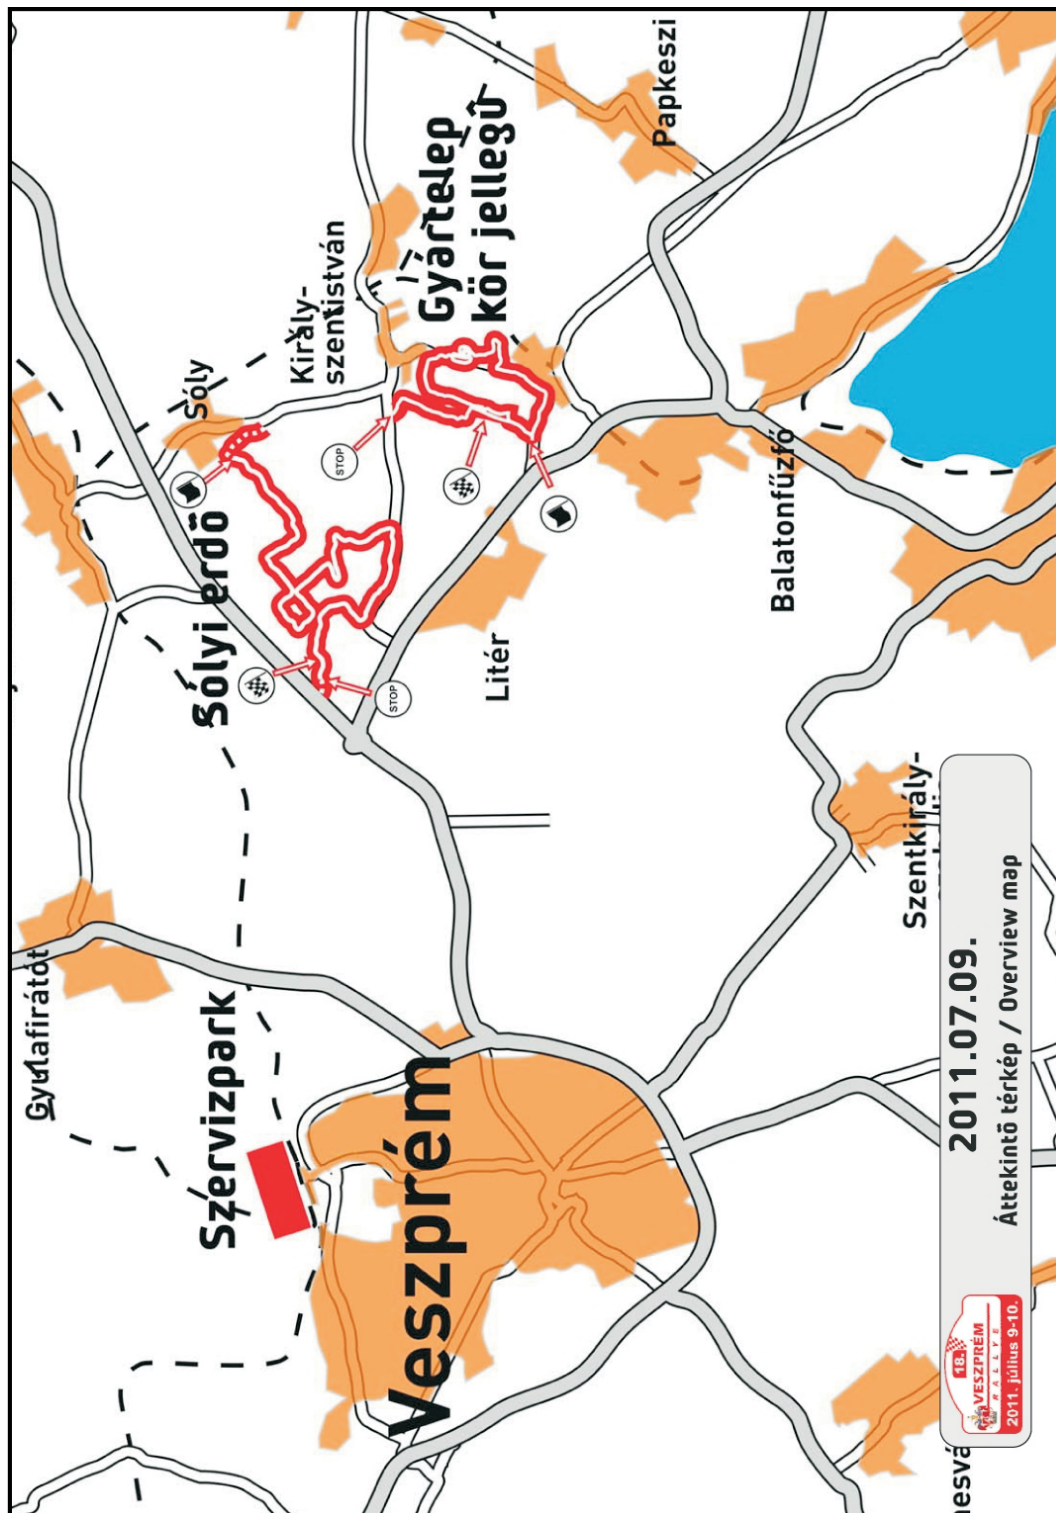 Gyulafirátót
Szervizpark
Sólyi erdő
Sóly
Király-
szentistván
STOP
STOP
Veszprém
Gyártelep
kör jellegű
Litér
Papkeszi
Balatonfűzfő
Szentkirály-
2011.07.09.
Áttekintő térkép / Overview map
18.
VESZPRÉM
RALLYE
2011. július 9-10.